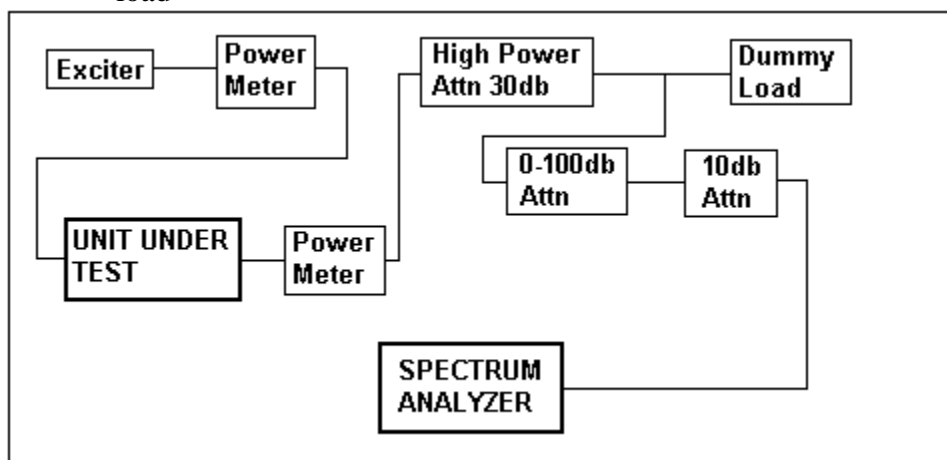 load
Exciter
Power
Meter
High Power
Attn 30db
Dummy
Load
0-100db
Attn
10db
Attn
UNIT UNDER
TEST
Power
Meter
SPECTRUM
ANALYZER